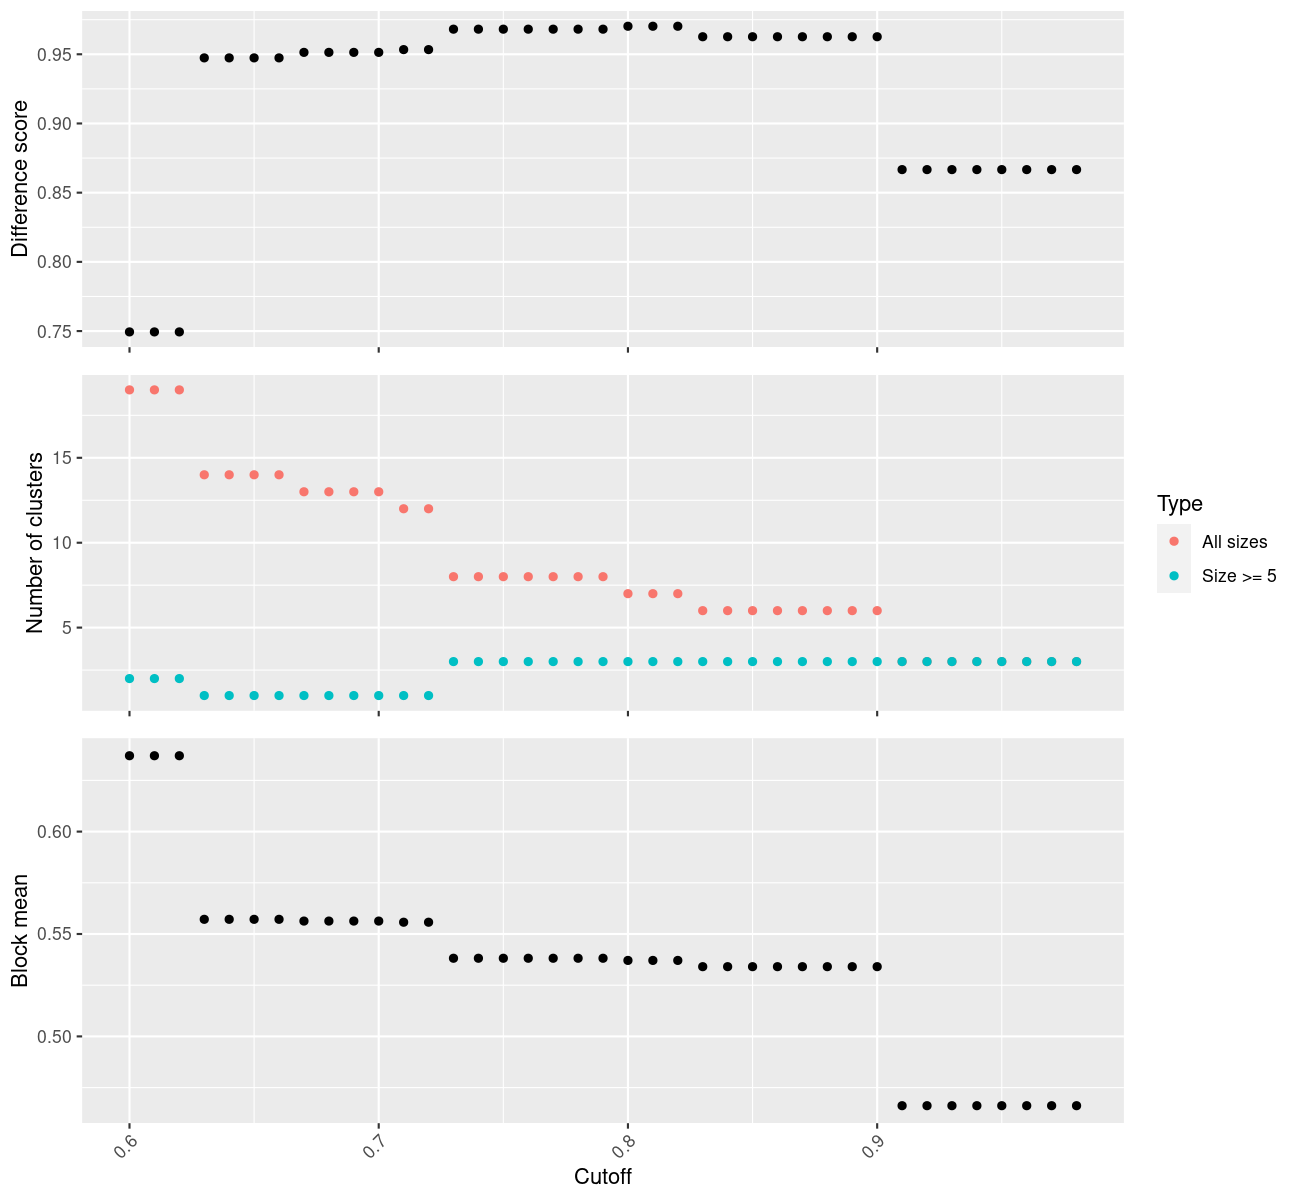 Difference score
0.95
0.90
0.85
0.80
0.75
Number of clusters
15
10
5
Type
All sizes
Size >= 5
Block mean
0.60
0.55
0.50
0.6
0.7
0.8
0.9
Cutoff